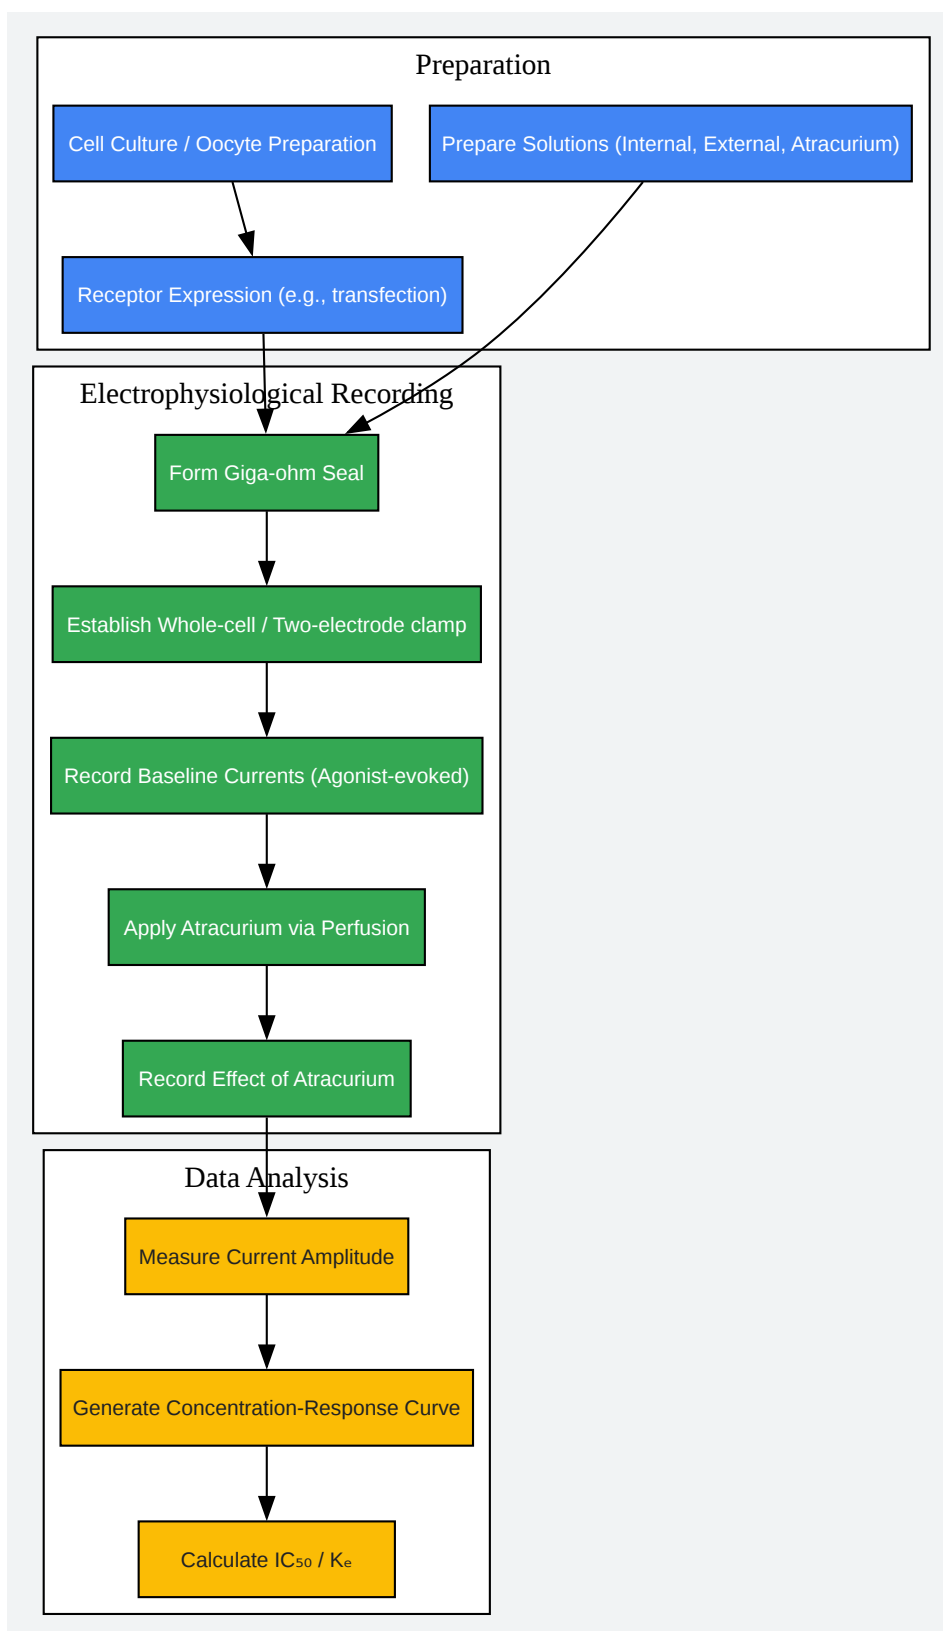 Preparation
Cell Culture / Oocyte Preparation
Prepare Solutions (Internal, External, Atracurium)
Receptor Expression (e.g., transfection)
Electrophysiological Recording
Form Giga-ohm Seal
Establish Whole-cell / Two-electrode clamp
Record Baseline Currents (Agonist-evoked)
Apply Atracurium via Perfusion
Record Effect of Atracurium
Data Analysis
Measure Current Amplitude
Generate Concentration-Response Curve
Calculate IC₅₀ / Kₑ